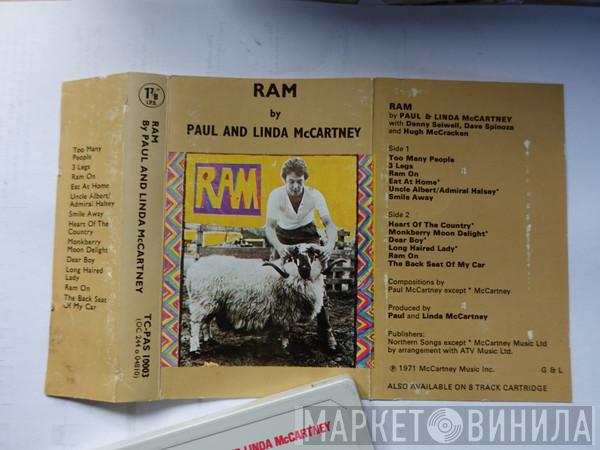 Too Many
People
3 Legs
Ram On
Eat At Home
Uncle Albert/
Admiral Halsey
Smile Away
Heart Of The
Country
Monkberry
Moon Delight
Dear Boy
Long Haired
Lady
Ram On
The Back Seat
Of My Car
RAM
By PAUL AND LINDA McCARTNEY
TC-PAS 10003
(OC 244 o 04810)
RAM
by
PAUL AND LINDA McCARTNEY
RAM
RAM
by PAUL & LINDA McCARTNEY
with Denny Seiwell, Dave Spinoza
and Hugh McCracken
Side 1
Too Many People
3 Legs
Ram On
Eat At Home*
Uncle Albert/Admiral Halsey*
Smile Away
Side 2
Heart Of The Country*
Monkberry Moon Delight*
Dear Boy*
Long Haired Lady*
Ram On
The Back Seat Of My Car
Compositions by
Paul McCartney except * McCartney
Produced by
Paul and Linda McCartney
Publishers:
Northern Songs except * McCartney Music Ltd
by arrangement with ATV Music Ltd.
℗ 1971 McCartney Music Inc.
G & L
ALSO AVAILABLE ON 8 TRACK CARTRIDGE
LINDA McCARTNEY
МАРКЕТ ВИНИЛА